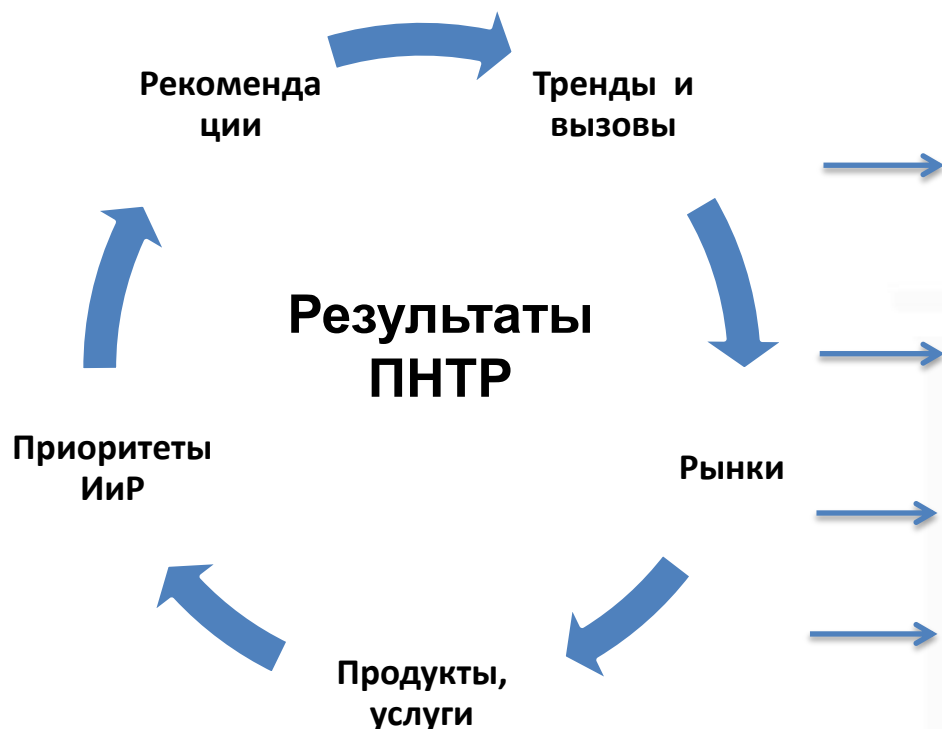 Рекоменда
ции
Тренды и
вызовы
Результаты
ПНТР
Приоритеты
ИиР
Рынки
Продукты,
услуги